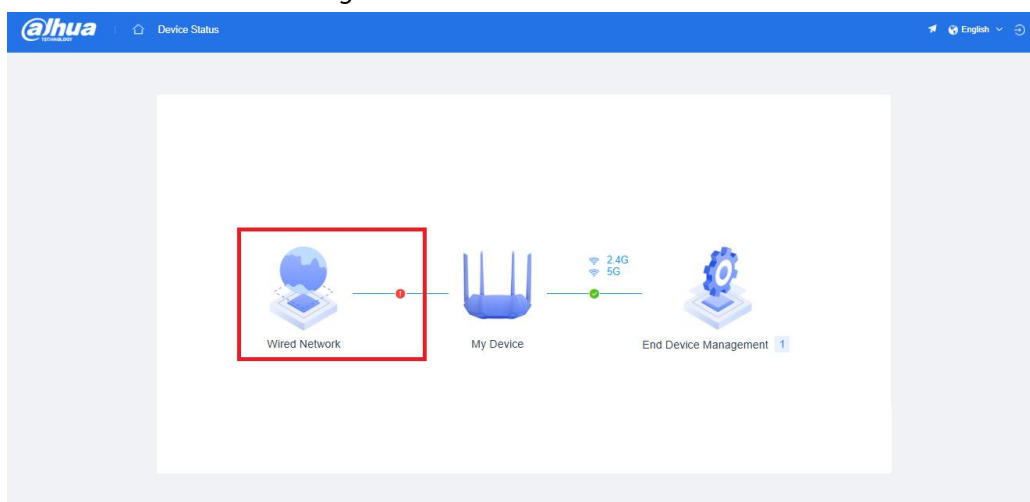 alhua
TECHNOLOGY
Device Status
English
2.4G
5G
Wired Network
My Device
End Device Management 1